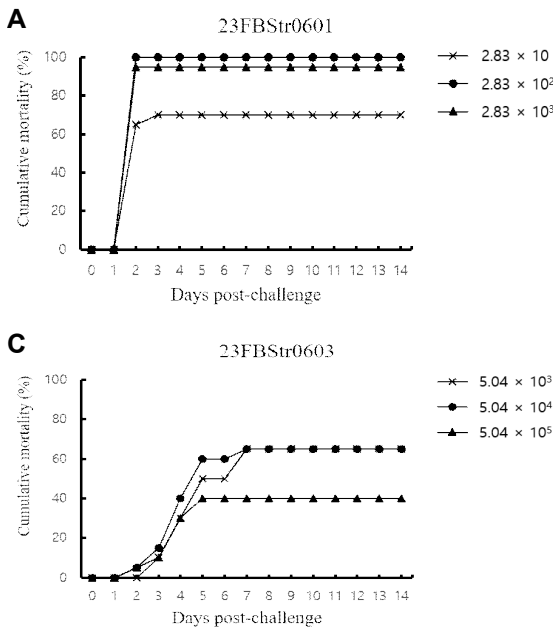 A
23FBStr0601
Cumulative mortality (%)
100
80
60
40
20
0
0 1 2 3 4 5 6 7 8 9 10 11 12 13 14
Days post-challenge
2.83 × 10
2.83 × 10²
2.83 × 10³
C
23FBStr0603
Cumulative mortality (%)
100
80
60
40
20
0
0 1 2 3 4 5 6 7 8 9 10 11 12 13 14
Days post-challenge
5.04 × 10³
5.04 × 10⁴
5.04 × 10⁵